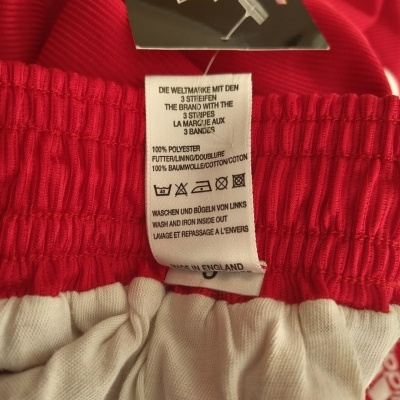 DIE WELTMARKE MIT DEN
3 STREIFEN
THE BRAND WITH THE
3 STRIPES
LA MARQUE AUX
3 BANDES
100% POLYESTER
FUTTER/LINING/DOUBLURE
100% BAUMWOLLE/COTTON/COTON
WASCHEN UND BÜGELN VON LINKS
WASH AND IRON INSIDE OUT
LAVAGE ET REPASSAGE A L'ENVERS
MADE IN ENGLAND